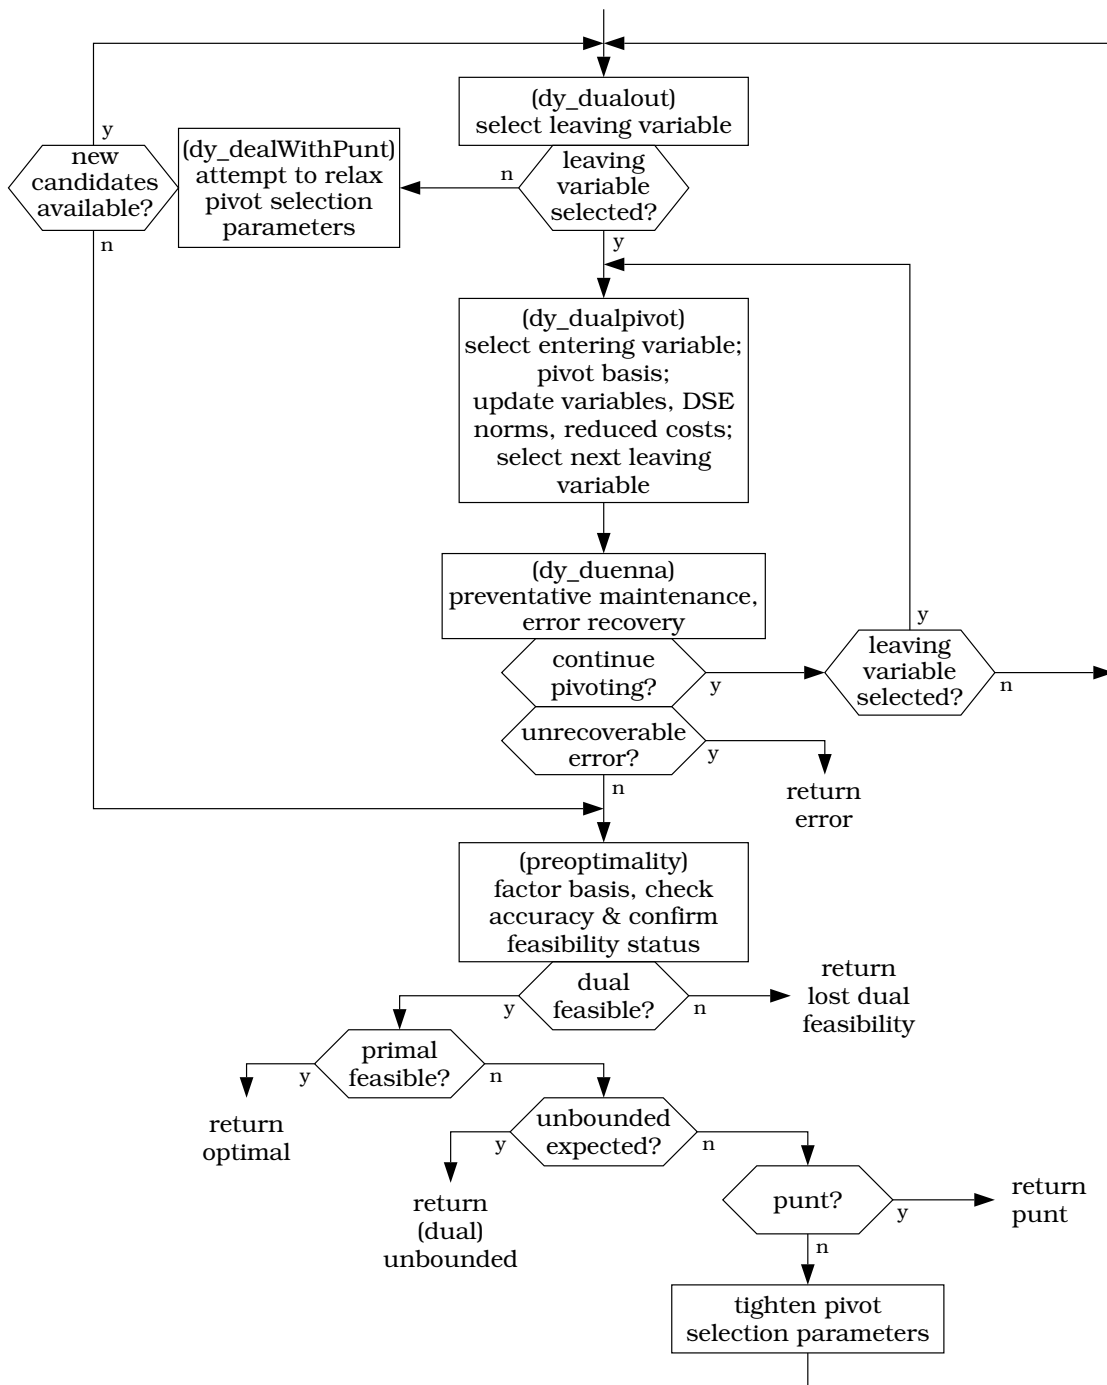 (dy_dualout)
select leaving variable
leaving
variable
selected?
n
y
(dy_dealWithPunt)
attempt to relax
pivot selection
parameters
y
new
candidates
available?
n
(dy_dualpivot)
select entering variable;
pivot basis;
update variables, DSE
norms, reduced costs;
select next leaving
variable
(dy_duenna)
preventative maintenance,
error recovery
continue
pivoting?
y
y
leaving
variable
selected?
n
unrecoverable
error?
y
n
return
error
(preoptimality)
factor basis, check
accuracy & confirm
feasibility status
dual
feasible?
y
n
return
lost dual
feasibility
primal
feasible?
y
n
return
optimal
unbounded
expected?
y
n
return
(dual)
unbounded
punt?
y
return
punt
n
tighten pivot
selection parameters